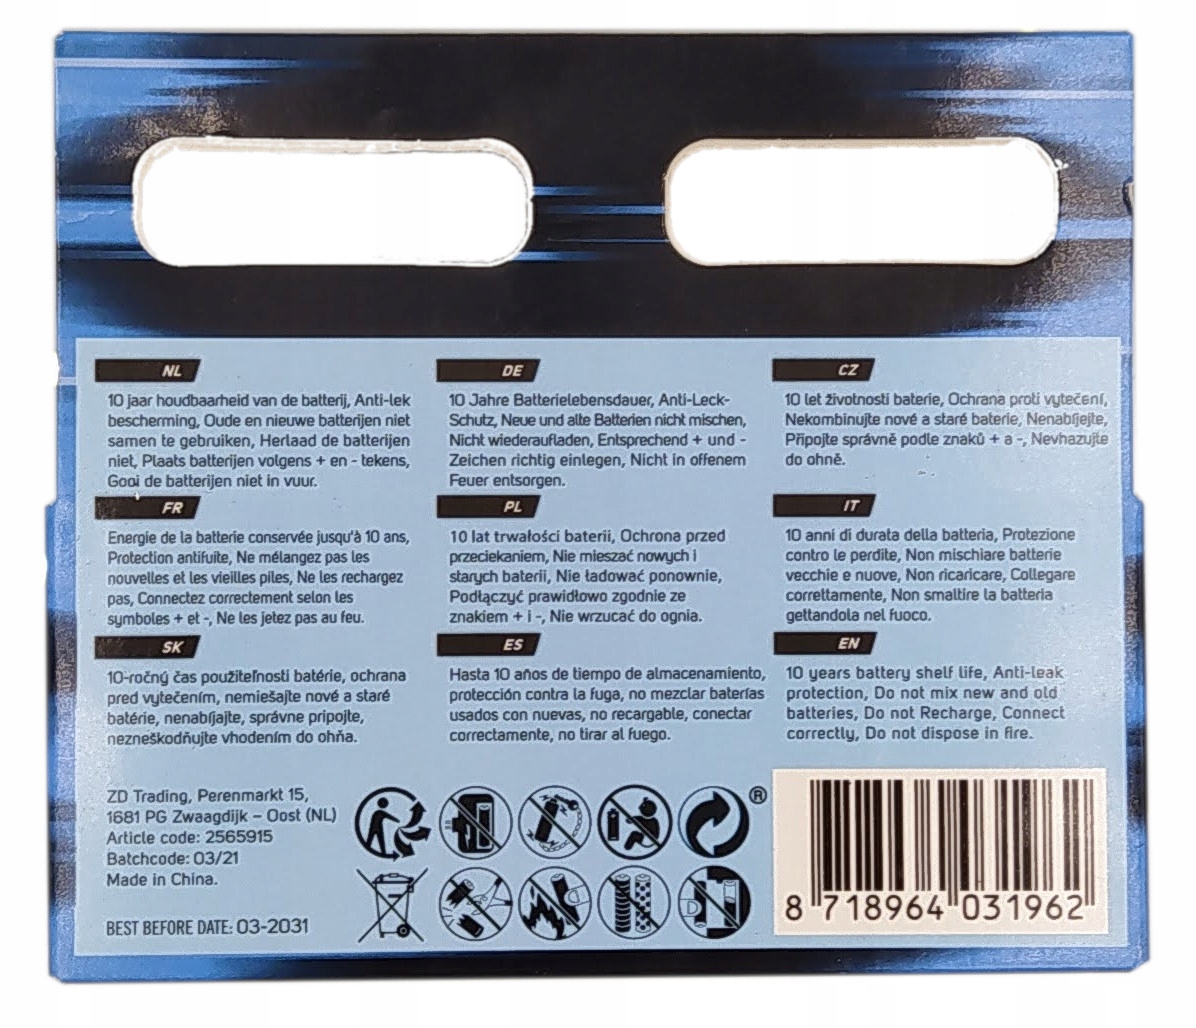 NL
10 jaar houdbaarheid van de batterij, Anti-lek
bescherming, Oude en nieuwe batterijen niet
samen te gebruiken, Herlaad de batterijen
niet, Plaats batterijen volgens + en - tekens,
Gooi de batterijen niet in vuur.
DE
10 Jahre Batterielebensdauer, Anti-Leck-
Schutz, Neue und alte Batterien nicht mischen,
Nicht wiederaufladen, Entsprechend + und -
Zeichen richtig einlegen, Nicht in offenem
Feuer entsorgen.
CZ
10 let životnosti baterie, Ochrana proti vytečení,
Nekombinujte nové a staré baterie, Nenabíjejte,
Připojte správně podle znaků + a -, Nevhazujte
do ohně.
FR
Energie de la batterie conservée jusqu'à 10 ans,
Protection antifuite, Ne mélangez pas les
nouvelles et les vieilles piles, Ne les rechargez
pas, Connectez correctement selon les
symboles + et -, Ne les jetez pas au feu.
PL
10 lat trwałości baterii, Ochrona przed
przeciekaniem, Nie mieszać nowych i
starych baterii, Nie ładować ponownie,
Podłączyć prawidłowo zgodnie ze
znakiem + i -, Nie wrzucać do ognia.
IT
10 anni di durata della batteria, Protezione
contro le perdite, Non mischiare batterie
vecchie e nuove, Non ricaricare, Collegare
correttamente, Non smaltire la batteria
gettandola nel fuoco.
SK
10-ročný čas použiteľnosti batérie, ochrana
pred vytečením, nemiešajte nové a staré
batérie, nenabíjajte, správne pripojte,
nezneškodňujte vhodením do ohňa.
ES
Hasta 10 años de tiempo de almacenamiento,
protección contra la fuga, no mezclar baterías
usados con nuevas, no recargable, conectar
correctamente, no tirar al fuego.
EN
10 years battery shelf life, Anti-leak
protection, Do not mix new and old
batteries, Do not Recharge, Connect
correctly, Do not dispose in fire.
ZD Trading, Perenmarkt 15,
1681 PG Zwaagdijk – Oost (NL)
Article code: 2565915
Batchcode: 03/21
Made in China.
BEST BEFORE DATE: 03-2031
®
D
8 718964 031962